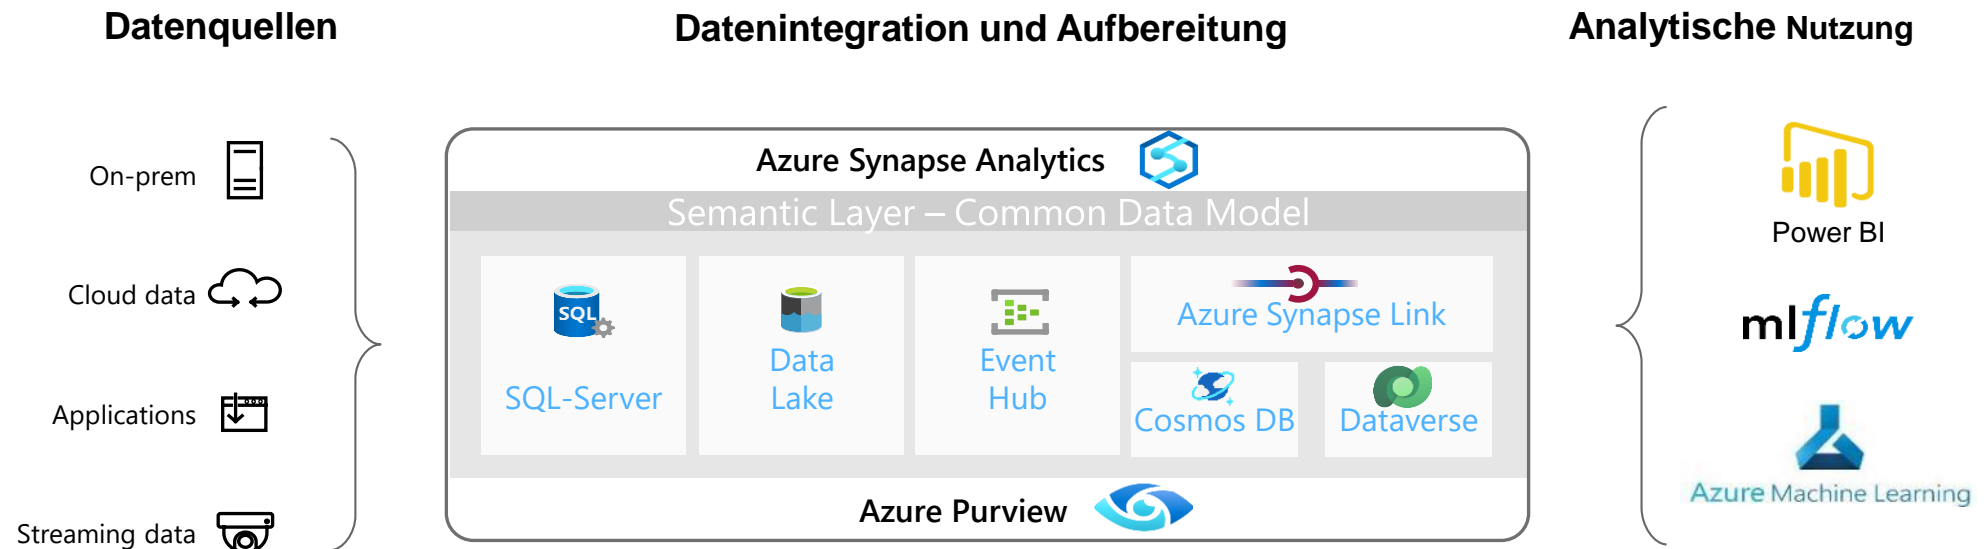 Datenquellen
Datenintegration und Aufbereitung
Analytische Nutzung
On-prem
Cloud data
Applications
Streaming data
Azure Synapse Analytics
Semantic Layer – Common Data Model
SQL
SQL-Server
Data
Lake
Event
Hub
Azure Synapse Link
Cosmos DB
Dataverse
Azure Purview
Power BI
mlflow
Azure Machine Learning